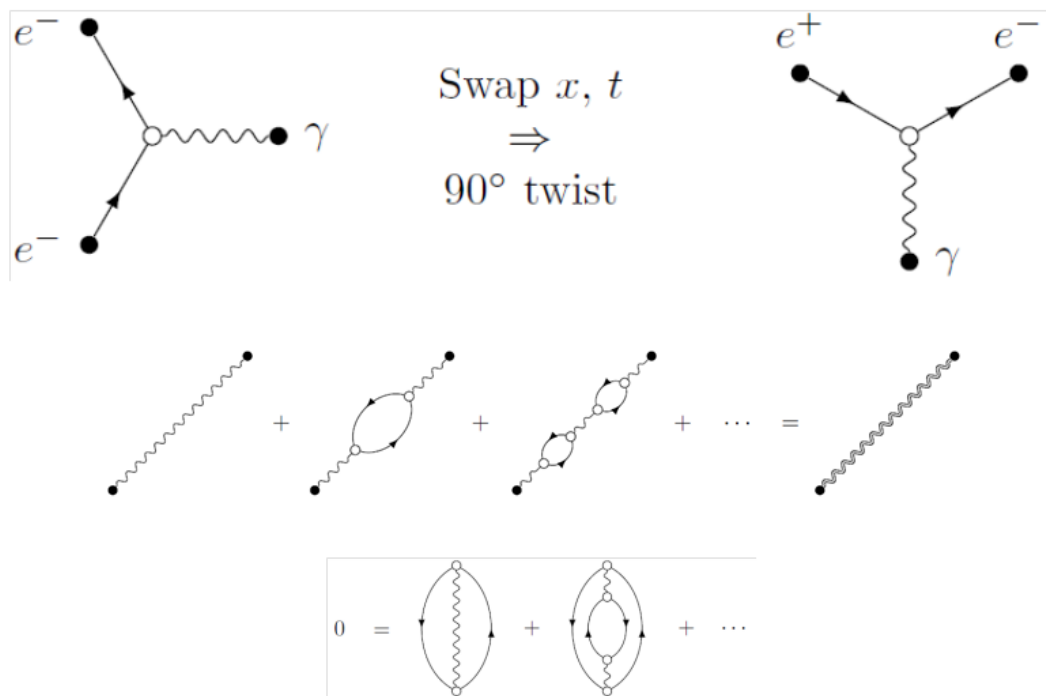 e⁻
e⁻
γ
Swap x, t
⇒
90° twist
e⁺ e⁻
γ
+ + + ⋯ =
0 = + + ⋯